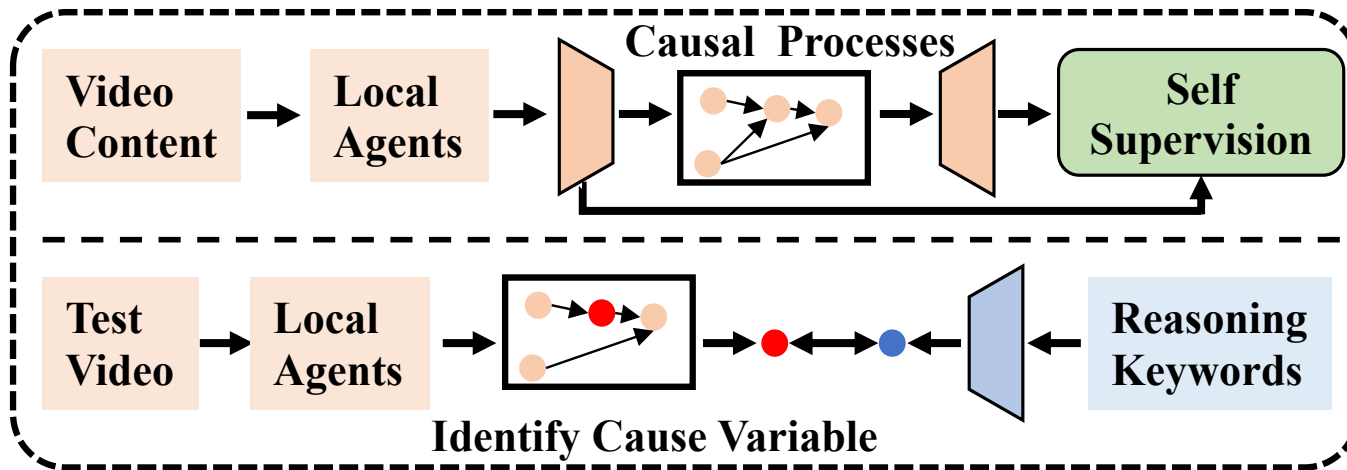 Causal Processes
Video
Content
Local
Agents
Self
Supervision
Test
Video
Local
Agents
Reasoning
Keywords
Identify Cause Variable